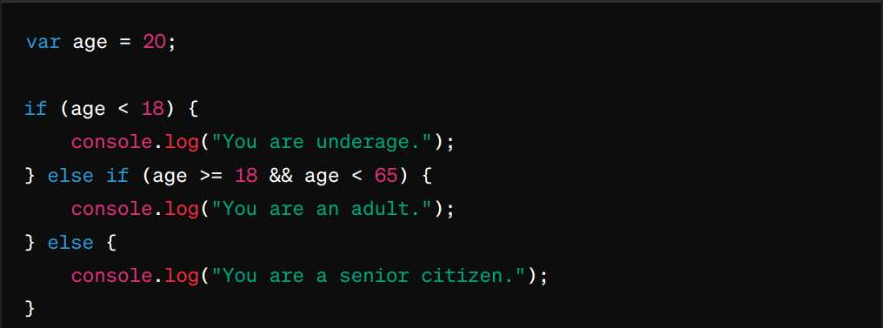 var age = 20;
if (age < 18) {
    console.log("You are underage.");
} else if (age >= 18 && age < 65) {
    console.log("You are an adult.");
} else {
    console.log("You are a senior citizen.");
}